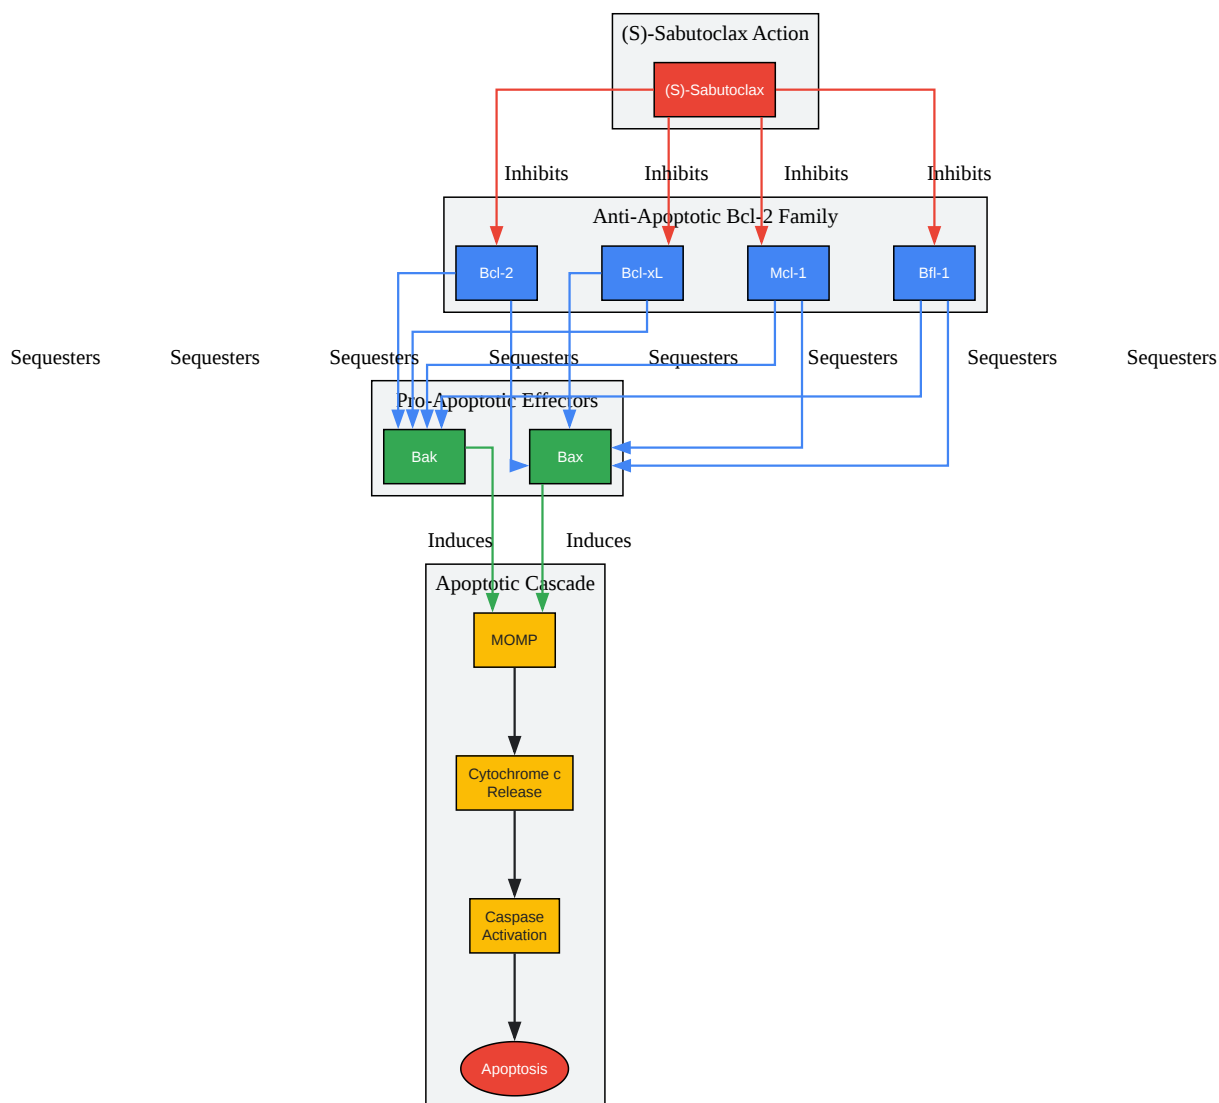 (S)-Sabutoclax Action
(S)-Sabutoclax
Inhibits Inhibits Inhibits Inhibits
Anti-Apoptotic Bcl-2 Family
Bcl-2 Bcl-xL Mcl-1 Bfl-1
Sequesters Sequesters Sequesters Sequesters Sequesters Sequesters Sequesters Sequesters
Pro-Apoptotic Effectors
Bak Bax
Induces Induces
Apoptotic Cascade
MOMP
Cytochrome c
Release
Caspase
Activation
Apoptosis